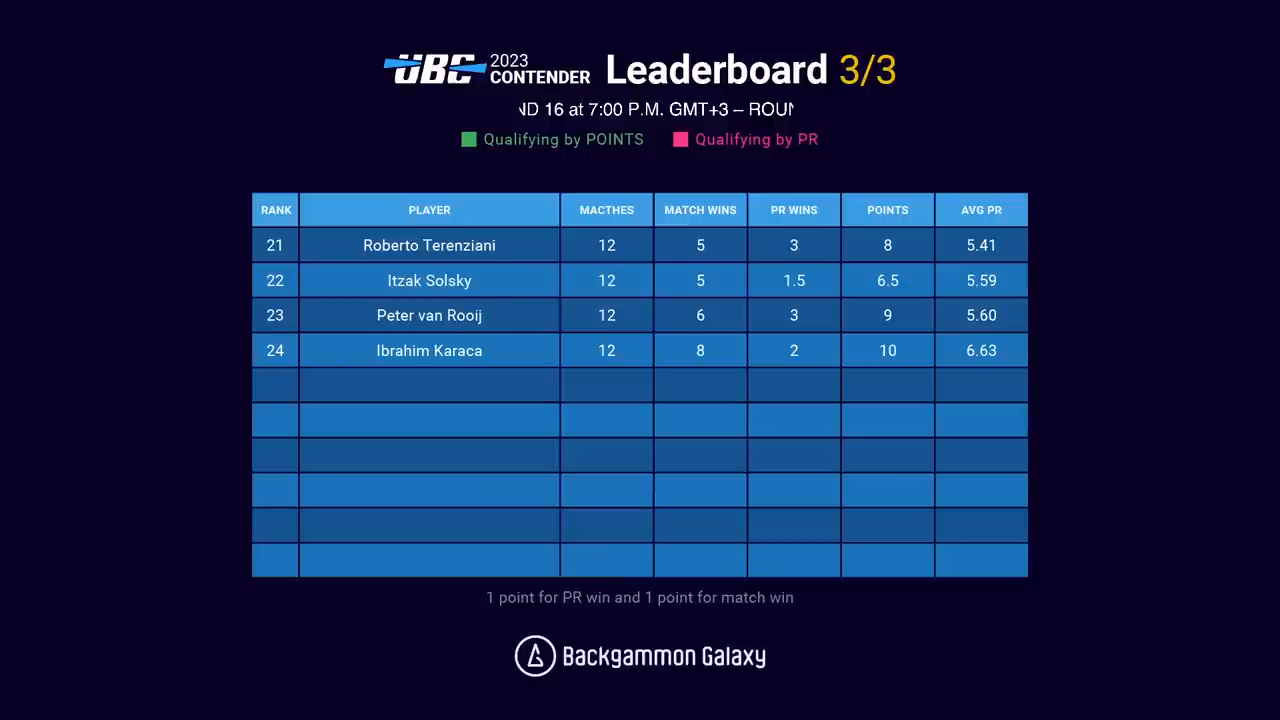 UBC 2023 CONTENDER Leaderboard 3/3
ND 16 at 7:00 P.M. GMT+3 – ROUN
Qualifying by POINTS Qualifying by PR
RANK PLAYER MACTHES MATCH WINS PR WINS POINTS AVG PR
21 Roberto Terenziani 12 5 3 8 5.41
22 Itzak Solsky 12 5 1.5 6.5 5.59
23 Peter van Rooij 12 6 3 9 5.60
24 Ibrahim Karaca 12 8 2 10 6.63
1 point for PR win and 1 point for match win
Backgammon Galaxy